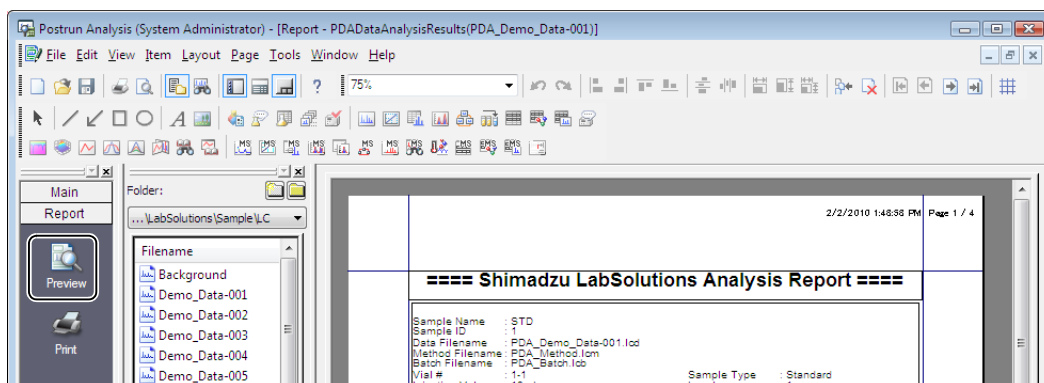 Postrun Analysis (System Administrator) - [Report - PDADataAnalysisResults(PDA_Demo_Data-001)]
File Edit View Item Layout Page Tools Window Help
75%
Main
Report
Preview
Print
Folder:
...\LabSolutions\Sample\LC
Filename
Background
Demo_Data-001
Demo_Data-002
Demo_Data-003
Demo_Data-004
Demo_Data-005
2/2/2010 1:48:38 PM Page 1 / 4
==== Shimadzu LabSolutions Analysis Report ====
Sample Name : STD
Sample ID : 1
Data Filename : PDA_Demo_Data-001.lcd
Method Filename : PDA_Method.lcm
Batch Filename : PDA_Batch.lcb
Vial # : 1-1 Sample Type : Standard